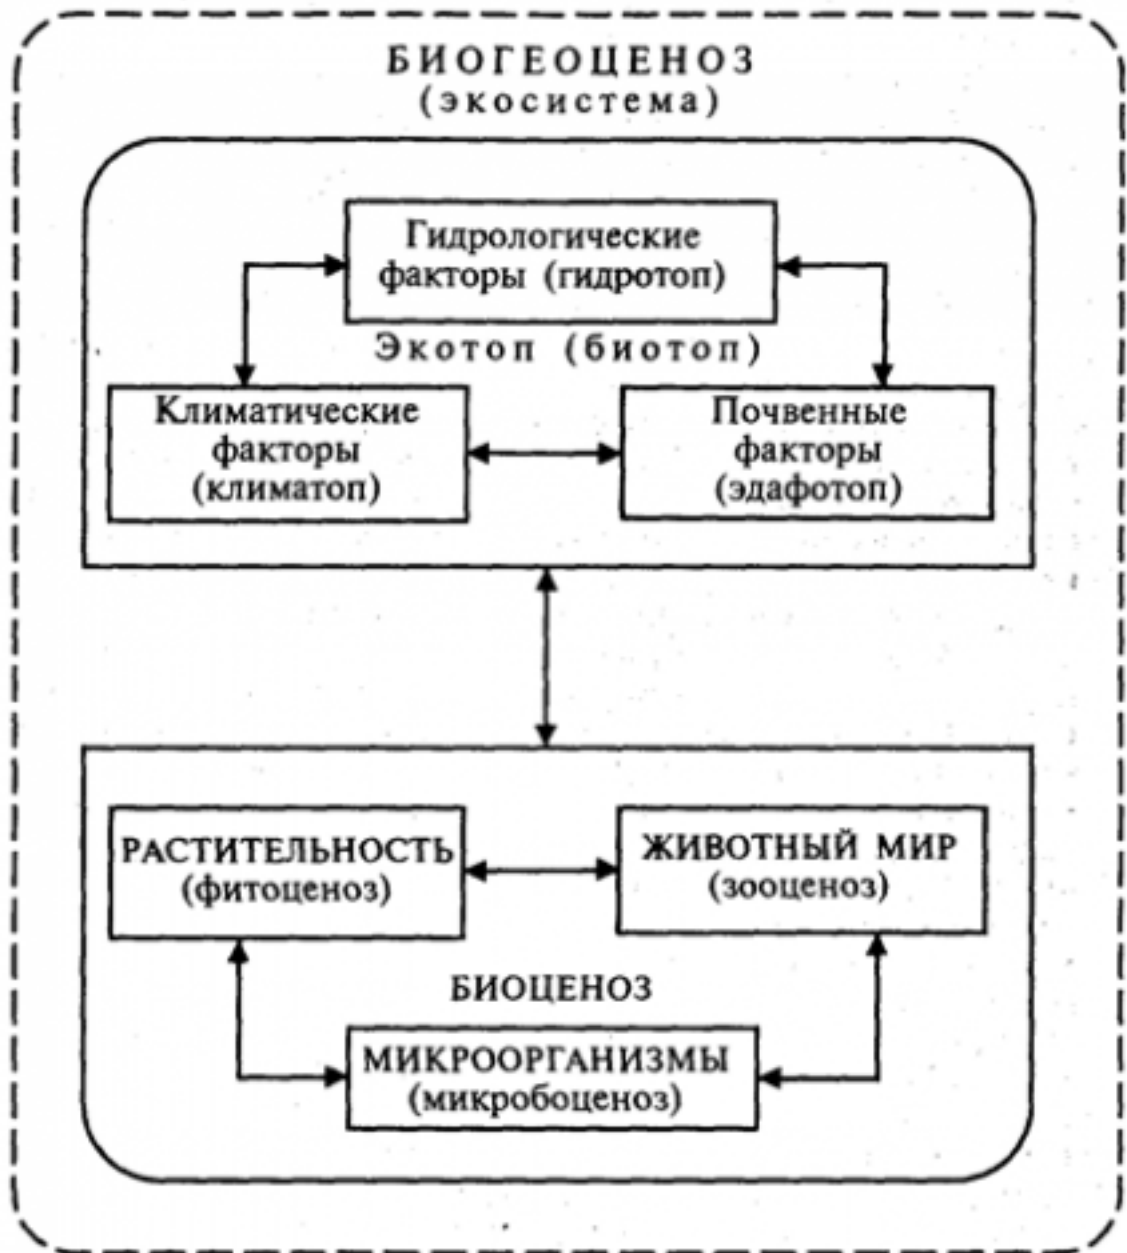 БИОГЕОЦЕНОЗ
(экосистема)
Гидрологические
факторы (гидротоп)
Экотоп (биотоп)
Климатические
факторы
(климатоп)
Почвенные
факторы
(эдафотоп)
РАСТИТЕЛЬНОСТЬ
(фитоценоз)
ЖИВОТНЫЙ МИР
(зооценоз)
БИОЦЕНОЗ
МИКРООРГАНИЗМЫ
(микробоценоз)